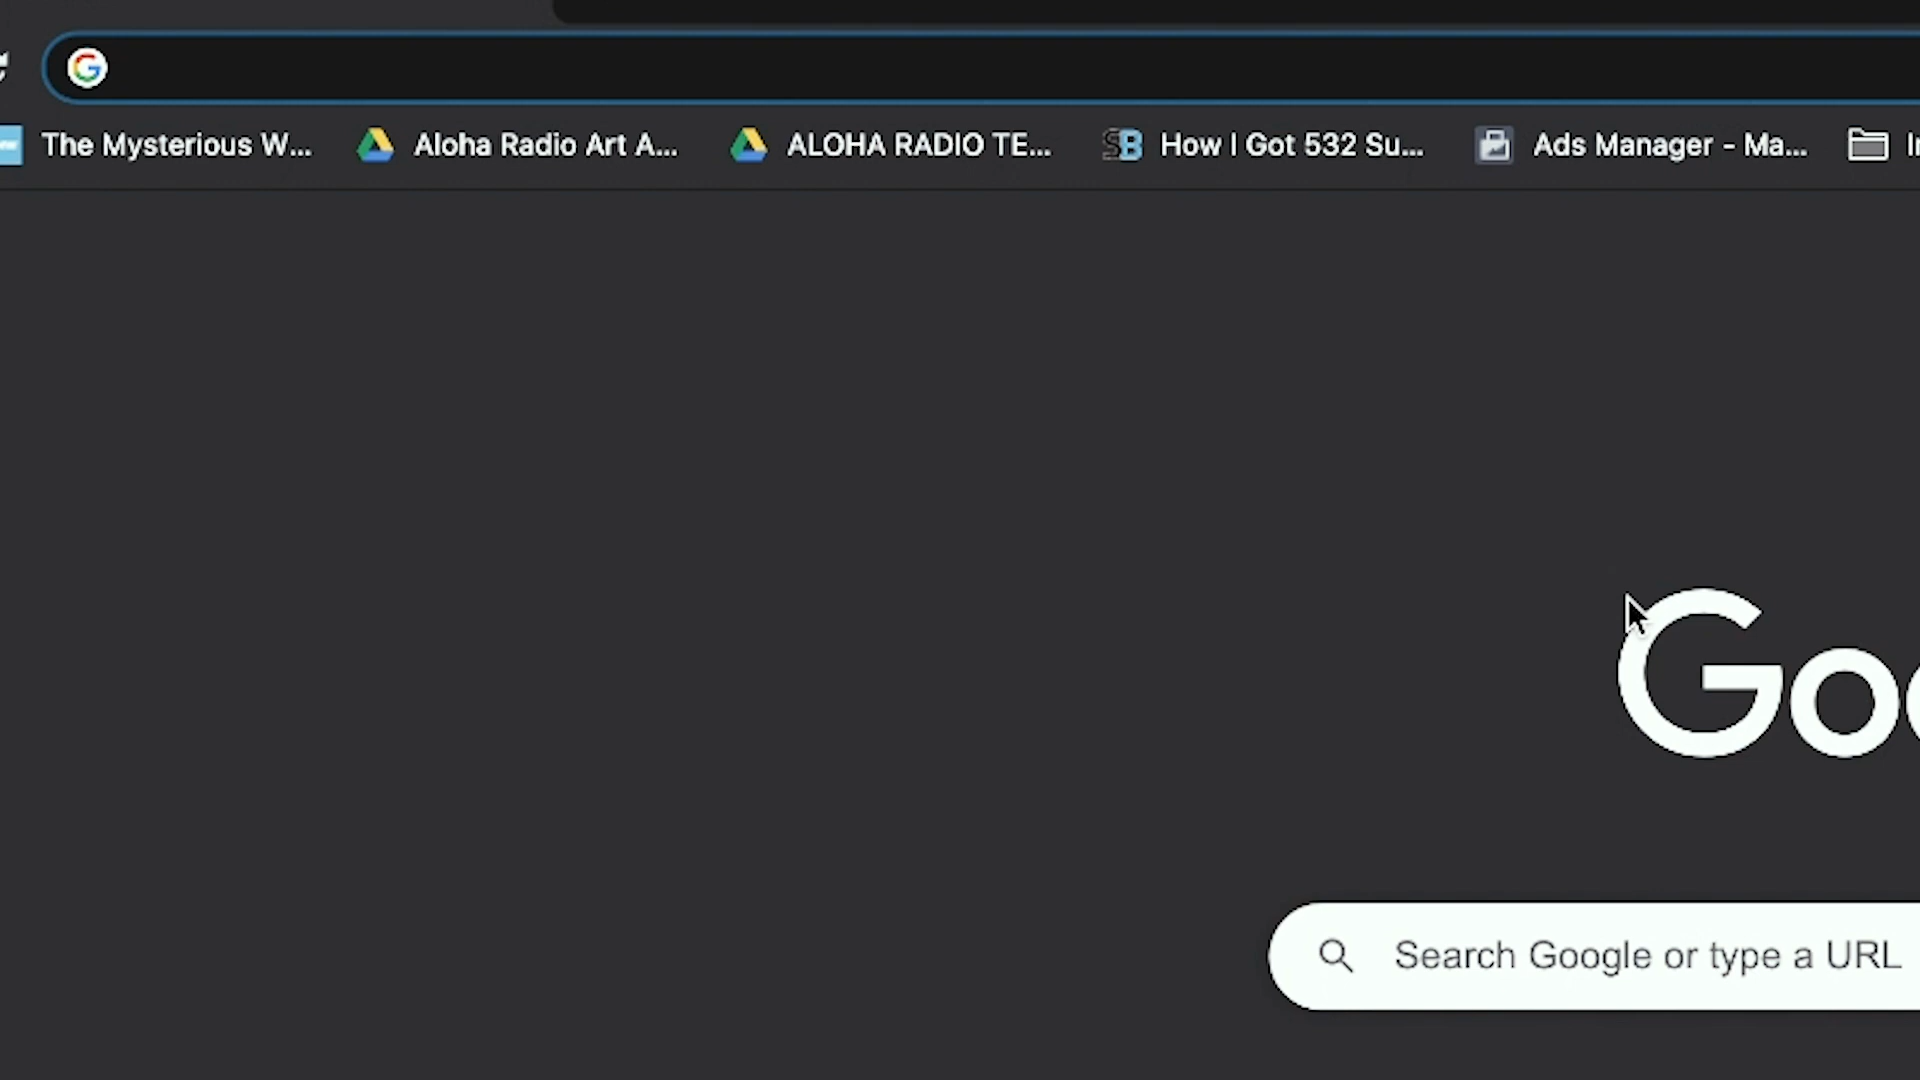 The Mysterious W...
Aloha Radio Art A...
ALOHA RADIO TE...
SB
How I Got 532 Su...
Ads Manager - Ma...
Goo
Search Google or type a URL